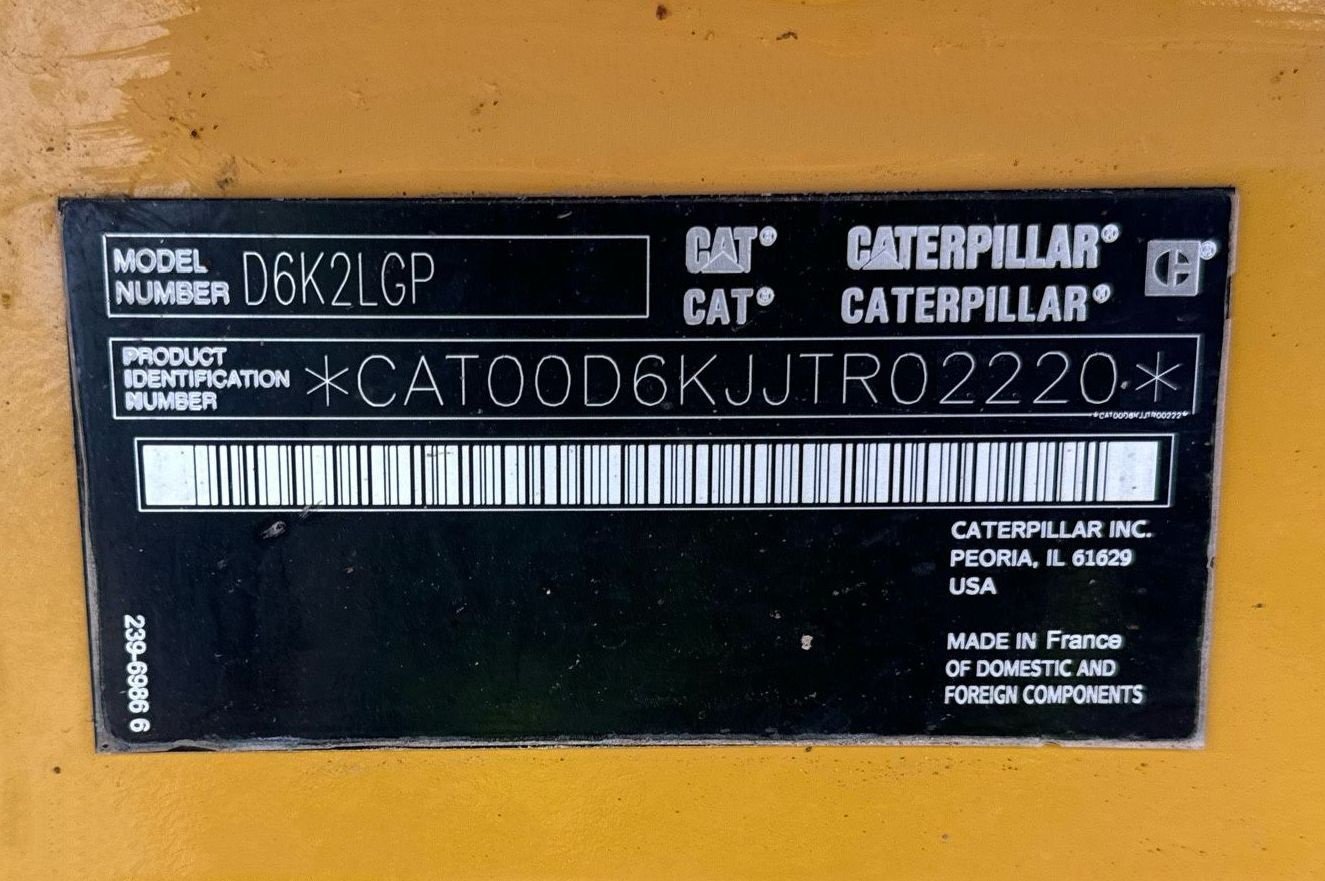 MODEL NUMBER D6K2LGP
CAT® CATERPILLAR® ®
CAT® CATERPILLAR®
PRODUCT IDENTIFICATION NUMBER *CAT00D6KJJTR02220*
CATERPILLAR INC.
PEORIA, IL 61629
USA
MADE IN France
OF DOMESTIC AND
FOREIGN COMPONENTS
239-6986 6